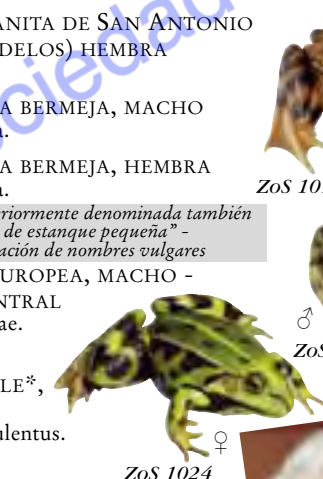 ANITA DE SAN ANTONIO
DELOS) HEMBRA
A BERMEJA, MACHO
a.
A BERMEJA, HEMBRA
a.
eriormente denominada también
de estanque pequeña” -
ación de nombres vulgares
UROPEA, MACHO -
NTRAL
ae.
LE*,
ulentus.
ZoS 10
♂
ZoS
♀
ZoS 1024
ociedad